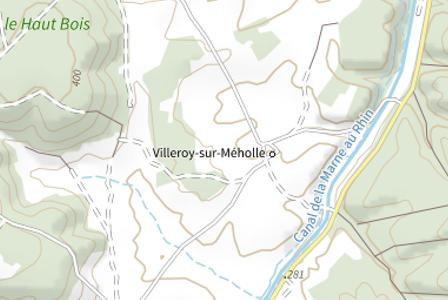 le Haut Bois
400
Villeroy-sur-Méholle
Canal de la Marne au Rhin
281